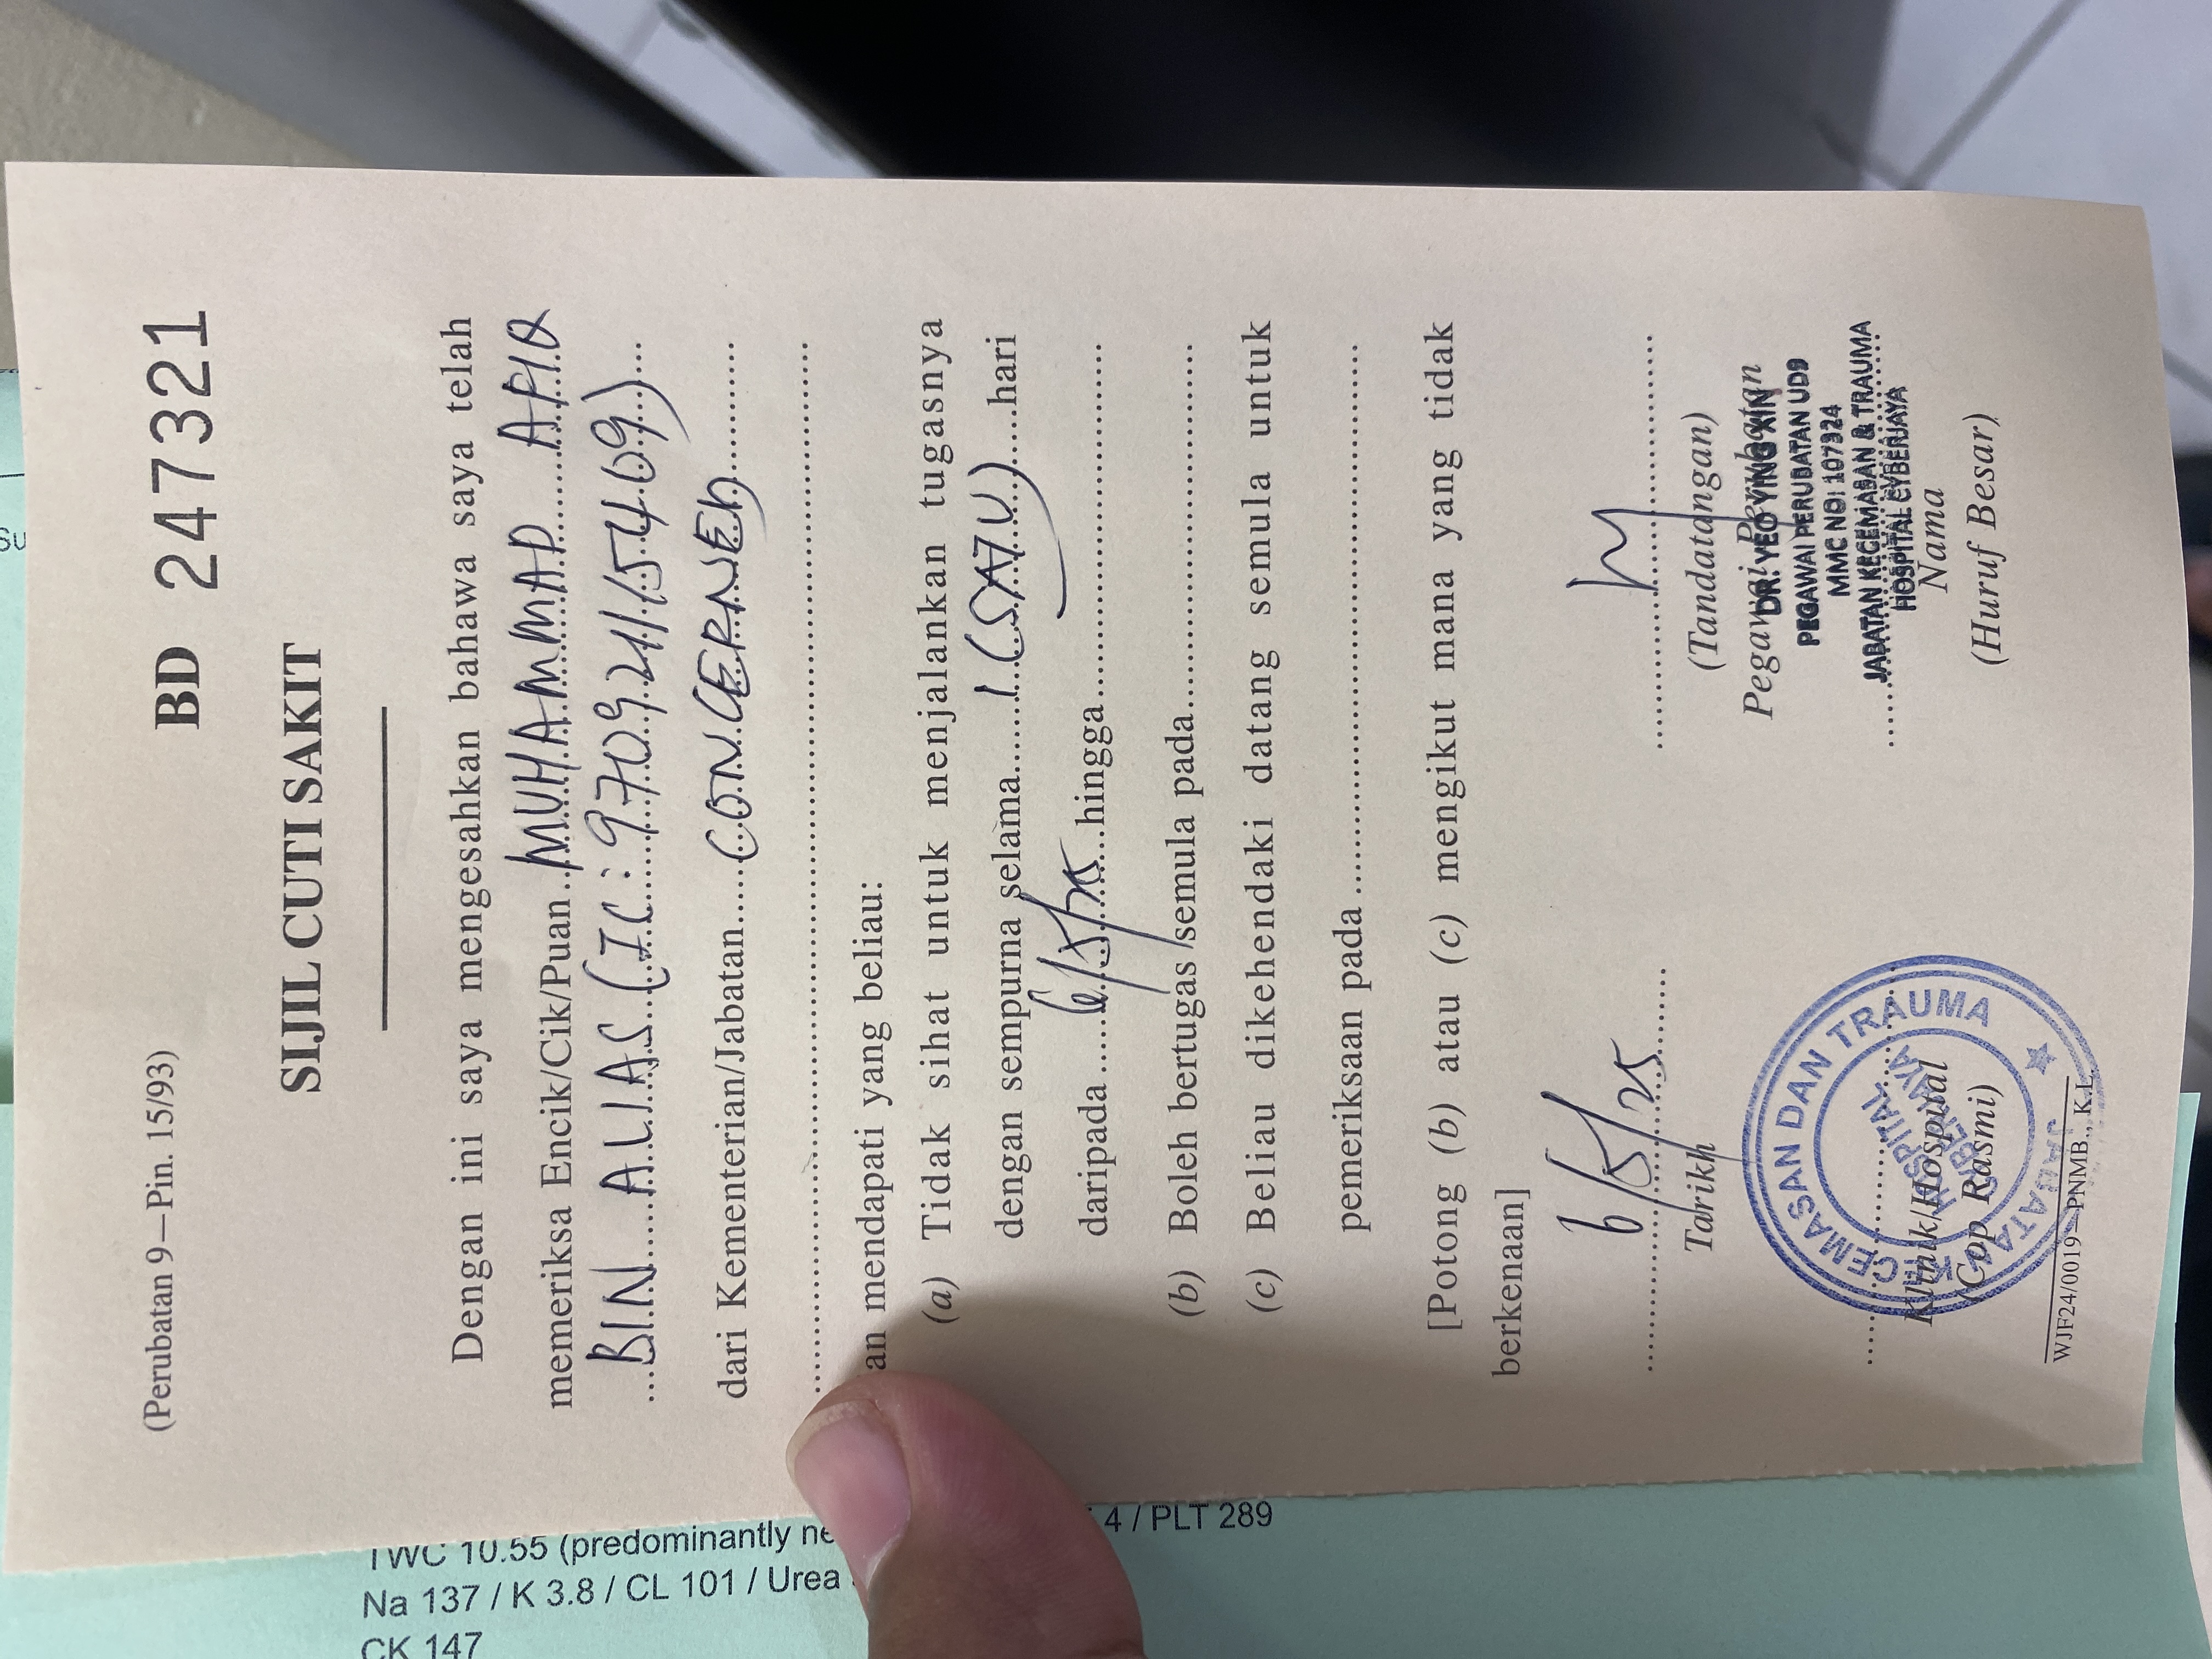 (Perubatan 9—Pin. 15/93)
BD 247321
SIJIL CUTI SAKIT
Dengan ini saya mengesahkan bahawa saya telah
memeriksa Encik/Cik/Puan MUHAMMAD AFIQ
BIN ALIAS (IC: 970921155409)
dari Kementerian/Jabatan CONCERNED
an mendapati yang beliau:
(a) Tidak sihat untuk menjalankan tugasnya
dengan sempurna selama 1 (SATU) hari
daripada 6/5/25 hingga
(b) Boleh bertugas semula pada
(c) Beliau dikehendaki datang semula untuk
pemeriksaan pada
[Potong (b) atau (c) mengikut mana yang tidak
berkenaan]
6/5/25
Tarikh
(Tandatangan)
Pegawai Perubatan
DR. YEO YING XIN
PEGAWAI PERUBATAN UD9
MMC NO: 107924
JABATAN KECEMASAN & TRAUMA
HOSPITAL CYBERJAYA
Nama
(Huruf Besar)
JABATAN KECEMASAN DAN TRAUMA
HOSPITAL
CYBERJAYA
Klinik/Hospital
(Cop Rasmi)
WJF24/0019—PNMB., K.L.
TWC 10.55 (predominantly ne
4 / PLT 289
Na 137 / K 3.8 / CL 101 / Urea
CK 147